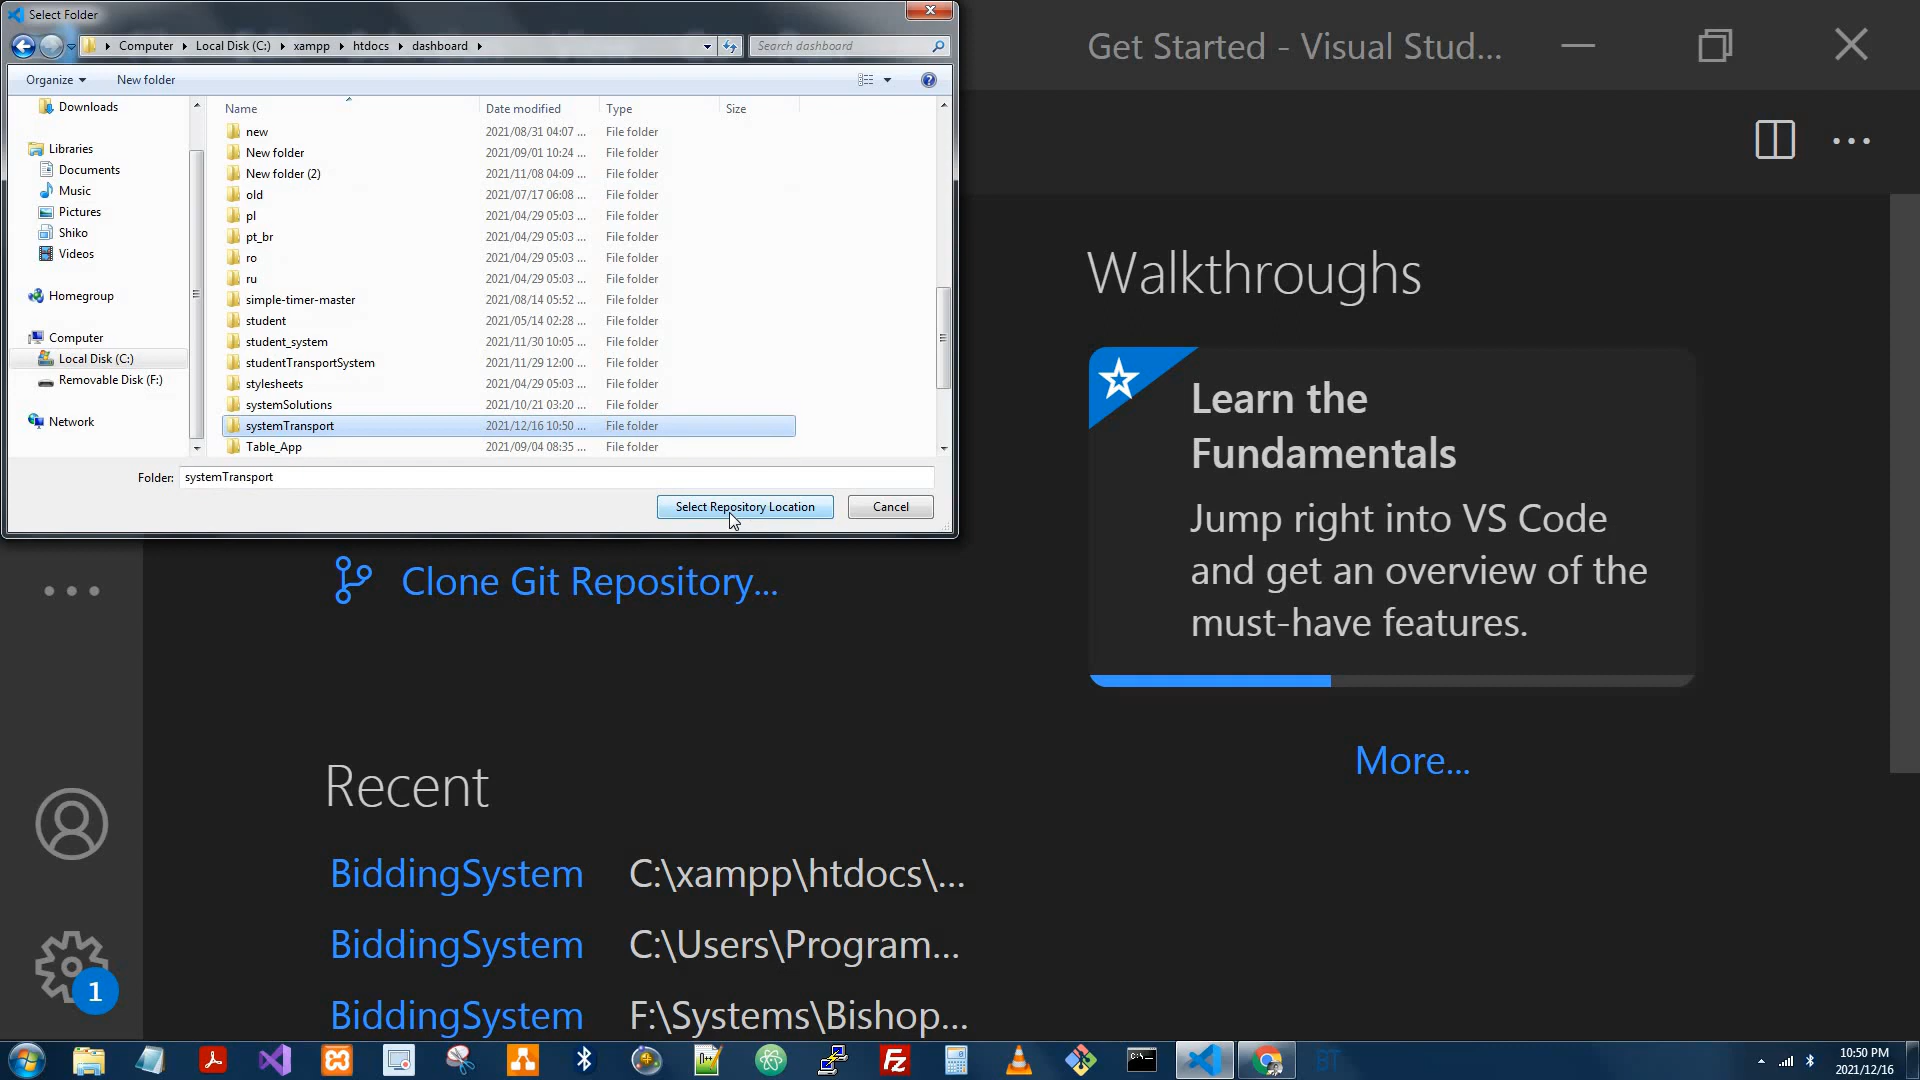 Select Folder
Computer Local Disk (C:) xampp htdocs dashboard
Search dashboard
Get Started - Visual Stud...
Organize New folder
Downloads
Libraries
Documents
Music
Pictures
Shiko
Videos
Homegroup
Computer
Local Disk (C:)
Removable Disk (F:)
Network
Name Date modified Type Size
new 2021/08/31 04:07 ... File folder
New folder 2021/09/01 10:24 ... File folder
New folder (2) 2021/11/08 04:09 ... File folder
old 2021/07/17 06:08 ... File folder
pl 2021/04/29 05:03 ... File folder
pt_br 2021/04/29 05:03 ... File folder
ro 2021/04/29 05:03 ... File folder
ru 2021/04/29 05:03 ... File folder
simple-timer-master 2021/08/14 05:52 ... File folder
student 2021/05/14 02:28 ... File folder
student_system 2021/11/30 10:05 ... File folder
studentTransportSystem 2021/11/29 12:00 ... File folder
stylesheets 2021/04/29 05:03 ... File folder
systemSolutions 2021/10/21 03:20 ... File folder
systemTransport 2021/12/16 10:50 ... File folder
Table_App 2021/09/04 08:35 ... File folder
Folder: systemTransport
Select Repository Location Cancel
Clone Git Repository...
Recent
BiddingSystem C:\xampp\htdocs\...
BiddingSystem C:\Users\Program...
BiddingSystem F:\Systems\Bishop...
Walkthroughs
Learn the
Fundamentals
Jump right into VS Code
and get an overview of the
must-have features.
More...
1
BT
10:50 PM
2021/12/16